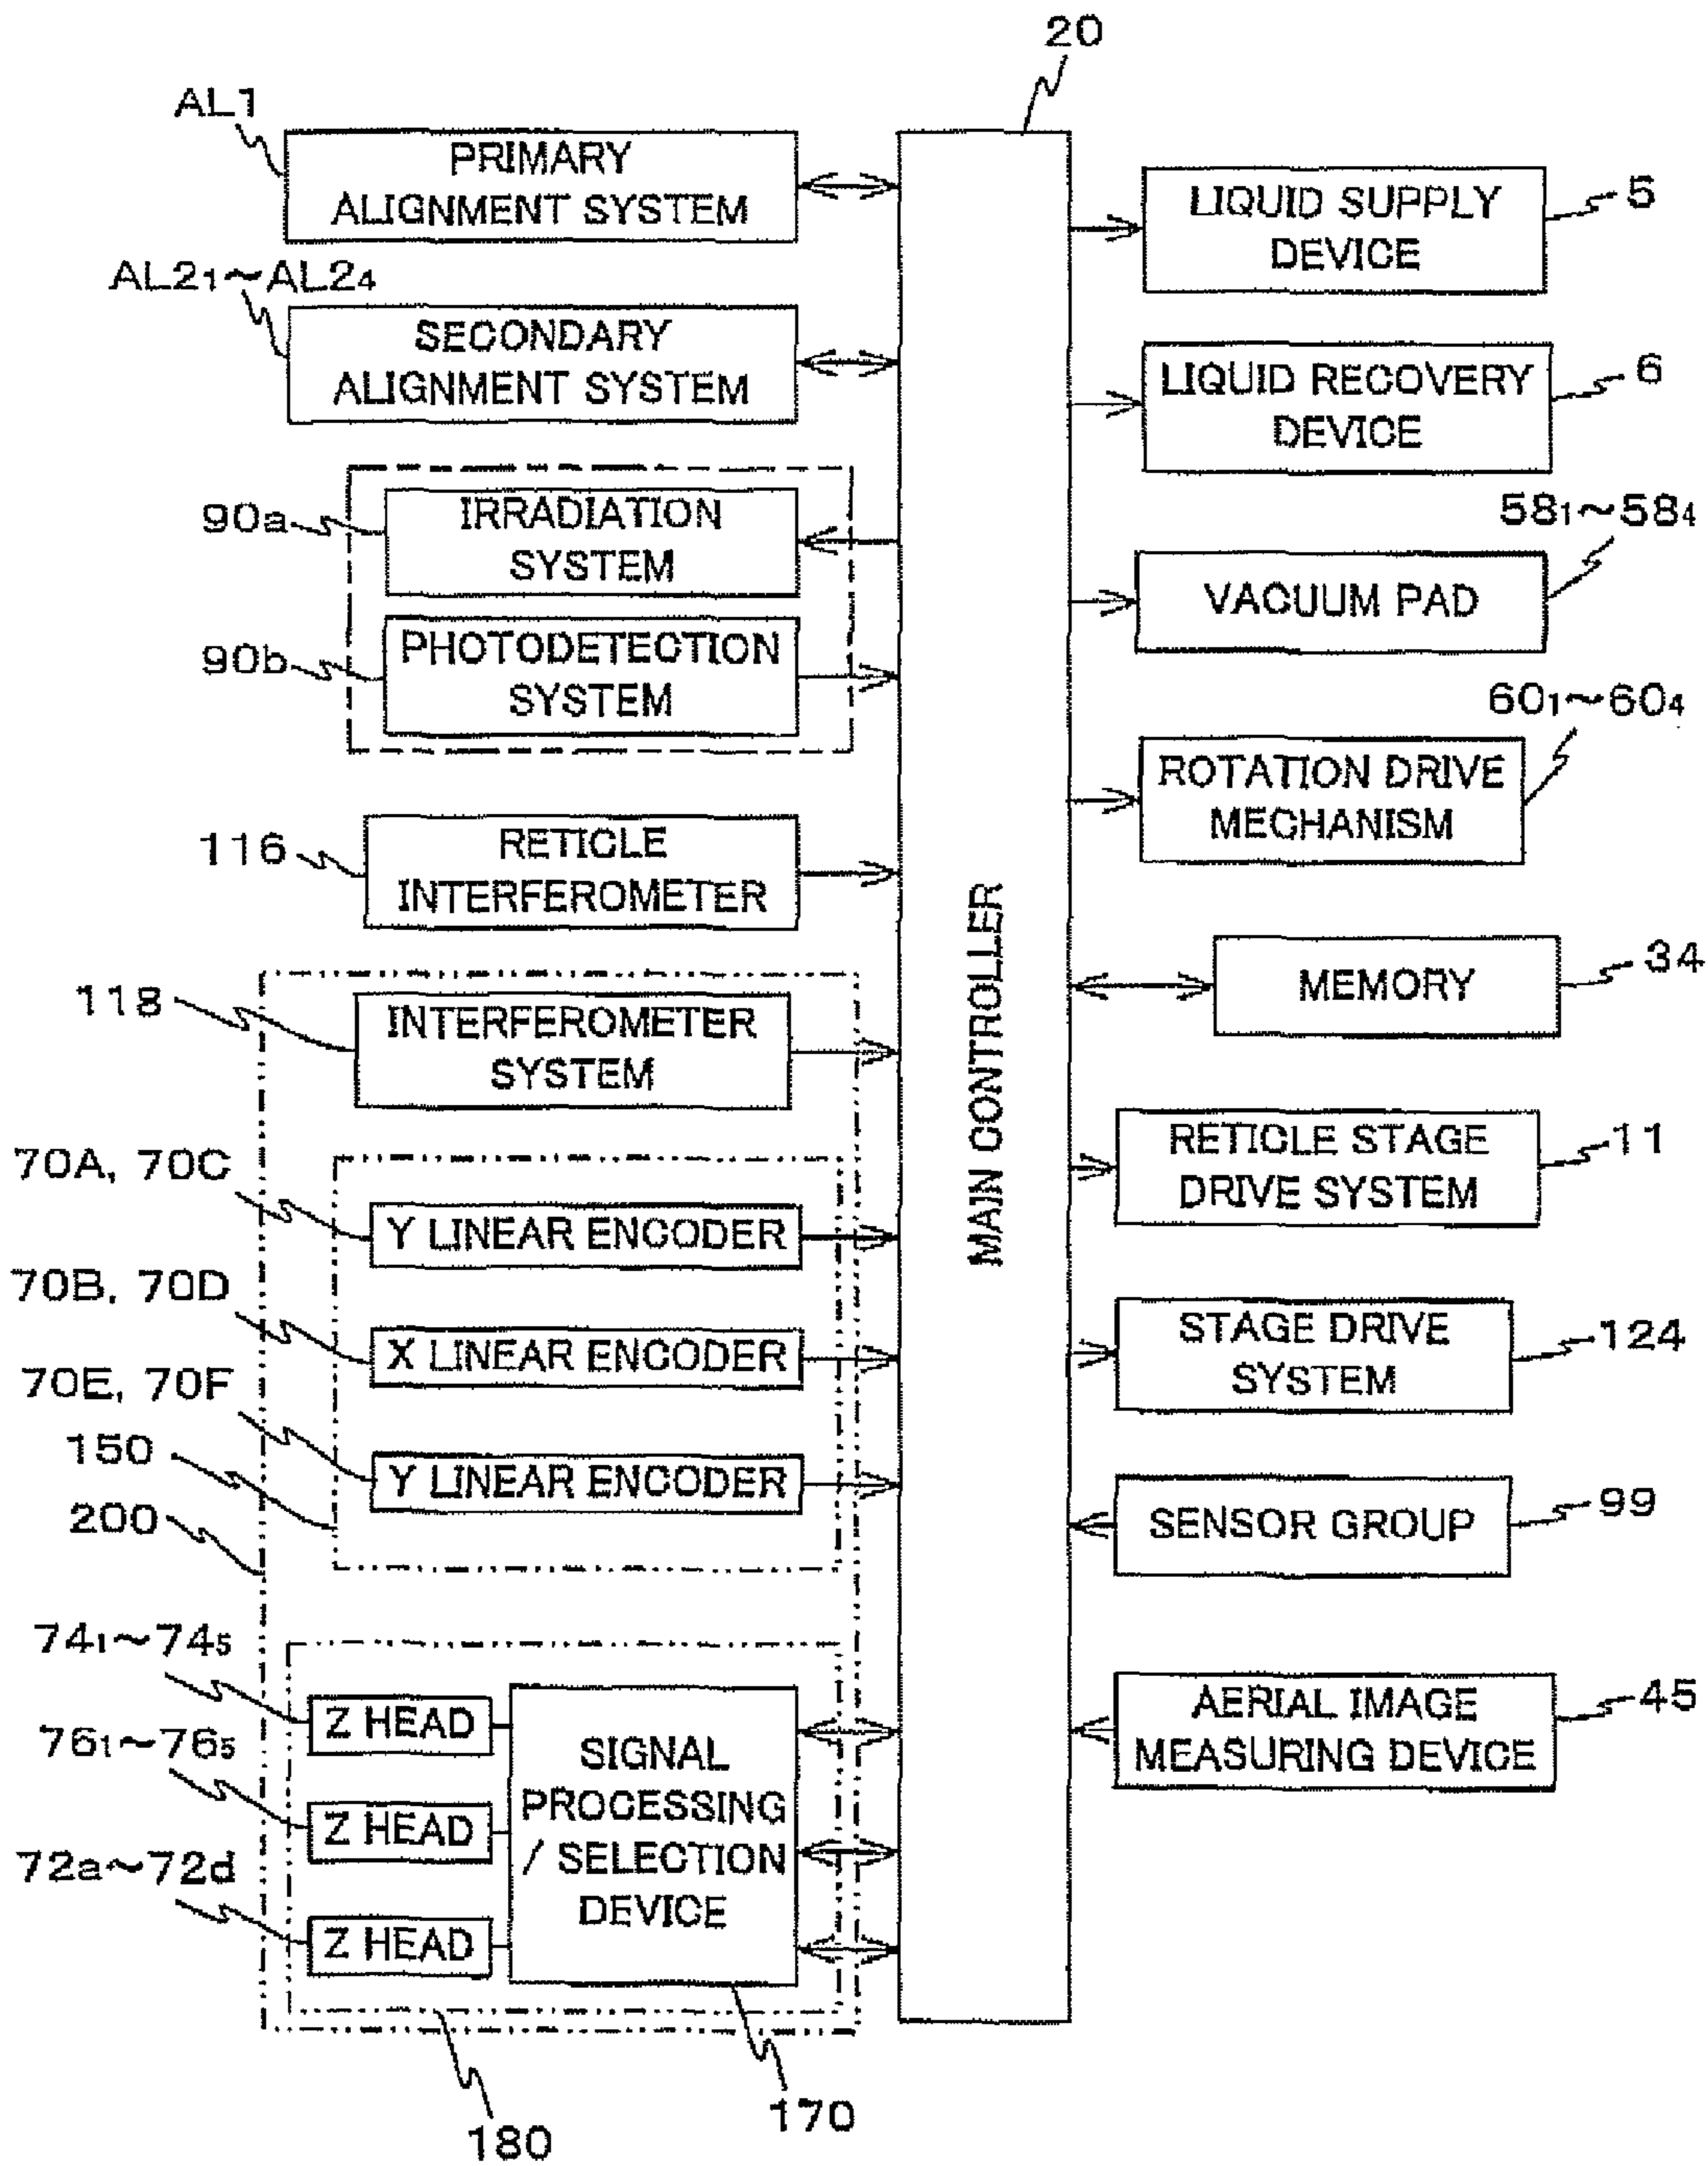 20
AL1
PRIMARY
ALIGNMENT SYSTEM
AL2₁～AL2₄
SECONDARY
ALIGNMENT SYSTEM
90a
IRRADIATION
SYSTEM
90b
PHOTODETECTION
SYSTEM
116
RETICLE
INTERFEROMETER
118
INTERFEROMETER
SYSTEM
70A, 70C
Y LINEAR ENCODER
70B, 70D
X LINEAR ENCODER
70E, 70F
Y LINEAR ENCODER
150
200
74₁～74₅
Z HEAD
76₁～76₅
Z HEAD
72a～72d
Z HEAD
SIGNAL
PROCESSING
/ SELECTION
DEVICE
170
180
MAIN CONTROLLER
LIQUID SUPPLY
DEVICE
5
LIQUID RECOVERY
DEVICE
6
58₁～58₄
VACUUM PAD
60₁～60₄
ROTATION DRIVE
MECHANISM
MEMORY
34
RETICLE STAGE
DRIVE SYSTEM
11
STAGE DRIVE
SYSTEM
124
SENSOR GROUP
99
AERIAL IMAGE
MEASURING DEVICE
45